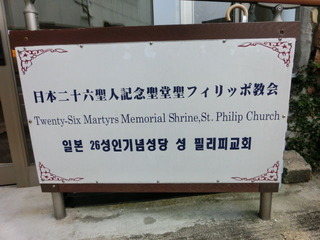 日本二十六聖人記念聖堂聖フィリッポ教会
Twenty-Six Martyrs Memorial Shrine,St. Philip Church
일본 26성인기념성당 성 필리피교회